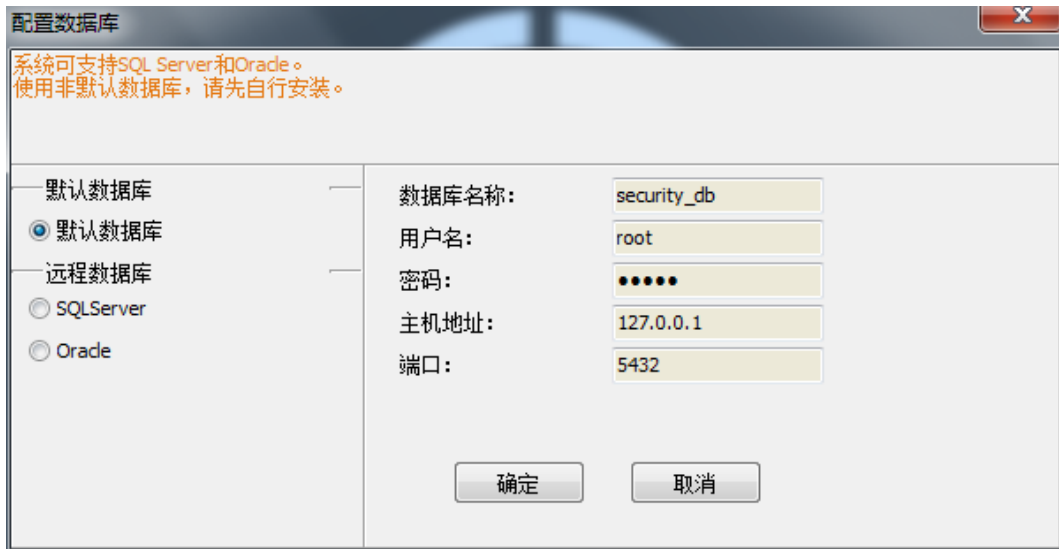 配置数据库
系统可支持SQL Server和Oracle。
使用非默认数据库，请先自行安装。
默认数据库
默认数据库
远程数据库
SQLServer
Oracle
数据库名称： security_db
用户名： root
密码： •••••
主机地址： 127.0.0.1
端口： 5432
确定 取消